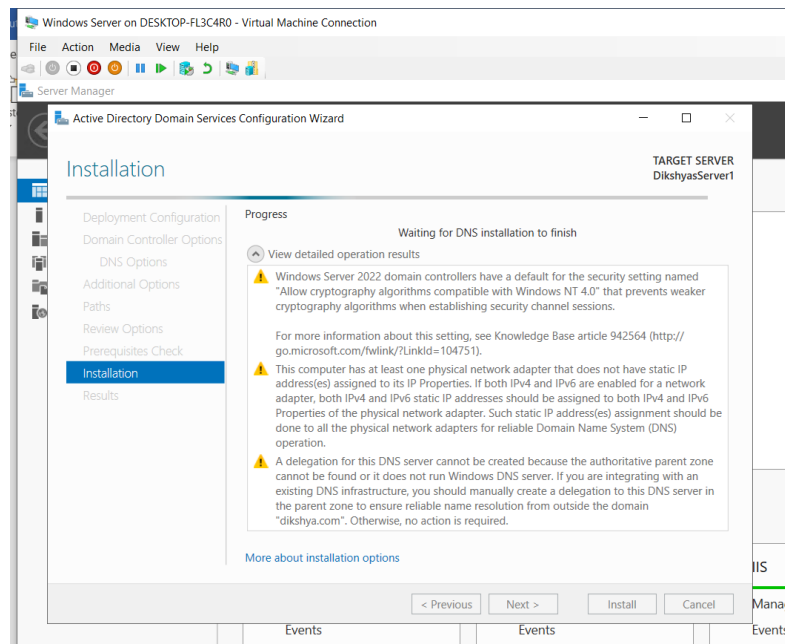 Windows Server on DESKTOP-FL3C4R0 - Virtual Machine Connection
File Action Media View Help
Server Manager
Active Directory Domain Services Configuration Wizard
Installation
TARGET SERVER
DikshyasServer1
Deployment Configuration
Domain Controller Options
DNS Options
Additional Options
Paths
Review Options
Prerequisites Check
Installation
Results
Progress
Waiting for DNS installation to finish
View detailed operation results
Windows Server 2022 domain controllers have a default for the security setting named
"Allow cryptography algorithms compatible with Windows NT 4.0" that prevents weaker
cryptography algorithms when establishing security channel sessions.
For more information about this setting, see Knowledge Base article 942564 (http://
go.microsoft.com/fwlink/?LinkId=104751).
This computer has at least one physical network adapter that does not have static IP
address(es) assigned to its IP Properties. If both IPv4 and IPv6 are enabled for a network
adapter, both IPv4 and IPv6 static IP addresses should be assigned to both IPv4 and IPv6
Properties of the physical network adapter. Such static IP address(es) assignment should be
done to all the physical network adapters for reliable Domain Name System (DNS)
operation.
A delegation for this DNS server cannot be created because the authoritative parent zone
cannot be found or it does not run Windows DNS server. If you are integrating with an
existing DNS infrastructure, you should manually create a delegation to this DNS server in
the parent zone to ensure reliable name resolution from outside the domain
"dikshya.com". Otherwise, no action is required.
More about installation options
< Previous Next > Install Cancel
IIS
Mana
Events Events Events